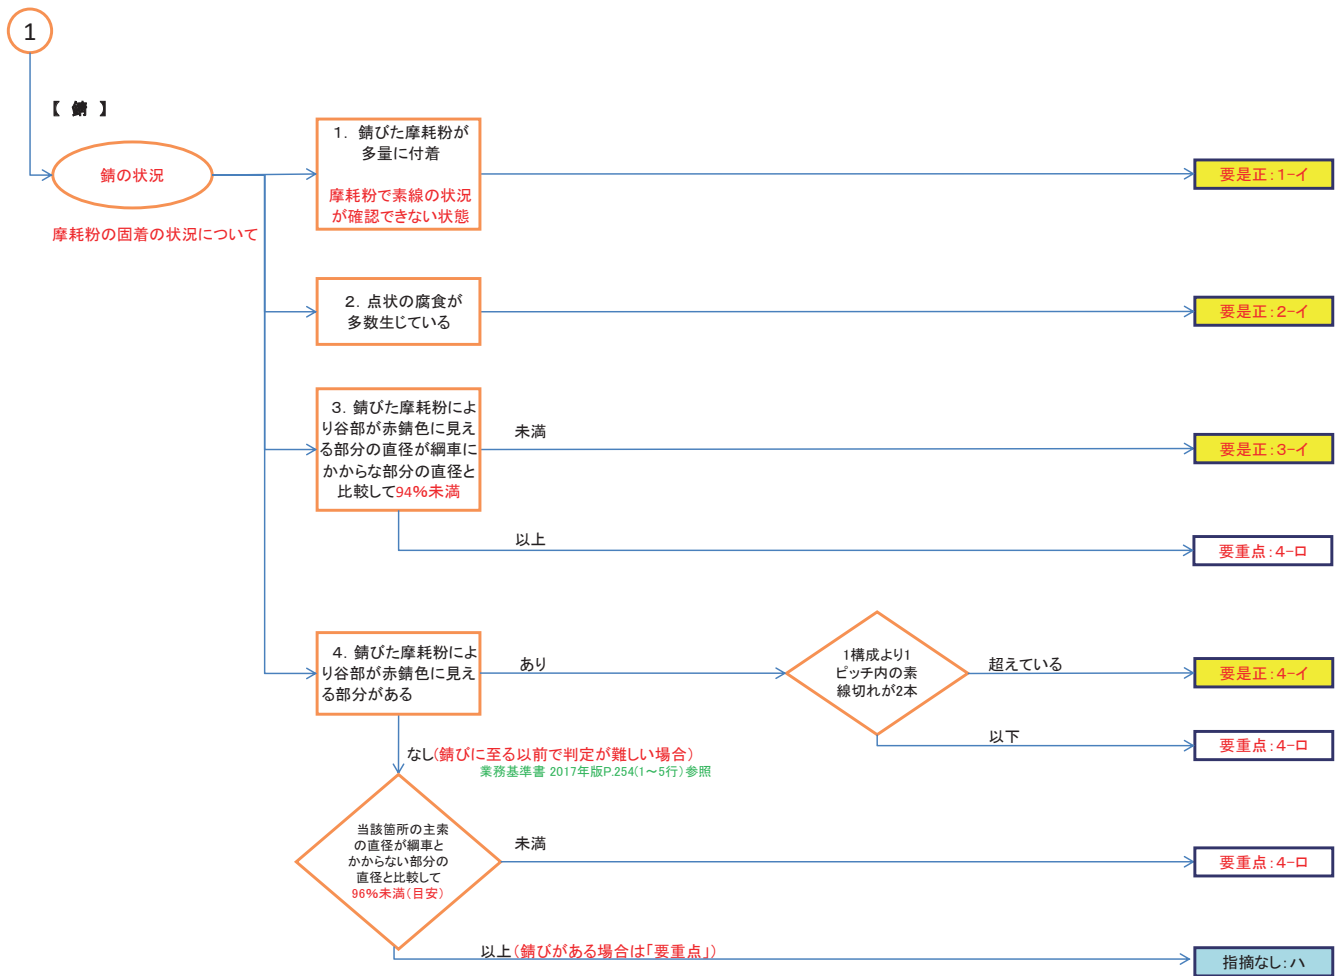 1
【 錆 】
錆の状況
摩耗粉の固着の状況について
1．錆びた摩耗粉が
多量に付着
摩耗粉で素線の状況
が確認できない状態
要是正：1-イ
2．点状の腐食が
多数生じている
要是正：2-イ
3．錆びた摩耗粉によ
り谷部が赤錆色に見え
る部分の直径が綱車に
かからな部分の直径と
比較して94%未満
未満
要是正：3-イ
以上
要重点：4-ロ
4．錆びた摩耗粉によ
り谷部が赤錆色に見え
る部分がある
あり
1構成より1
ピッチ内の素
線切れが2本
超えている
要是正：4-イ
以下
要重点：4-ロ
なし(錆びに至る以前で判定が難しい場合)
業務基準書 2017年版P.254(1～5行)参照
当該箇所の主素
の直径が綱車と
かからない部分の
直径と比較して
96%未満(目安)
未満
要重点：4-ロ
以上(錆びがある場合は「要重点」)
指摘なし：ハ